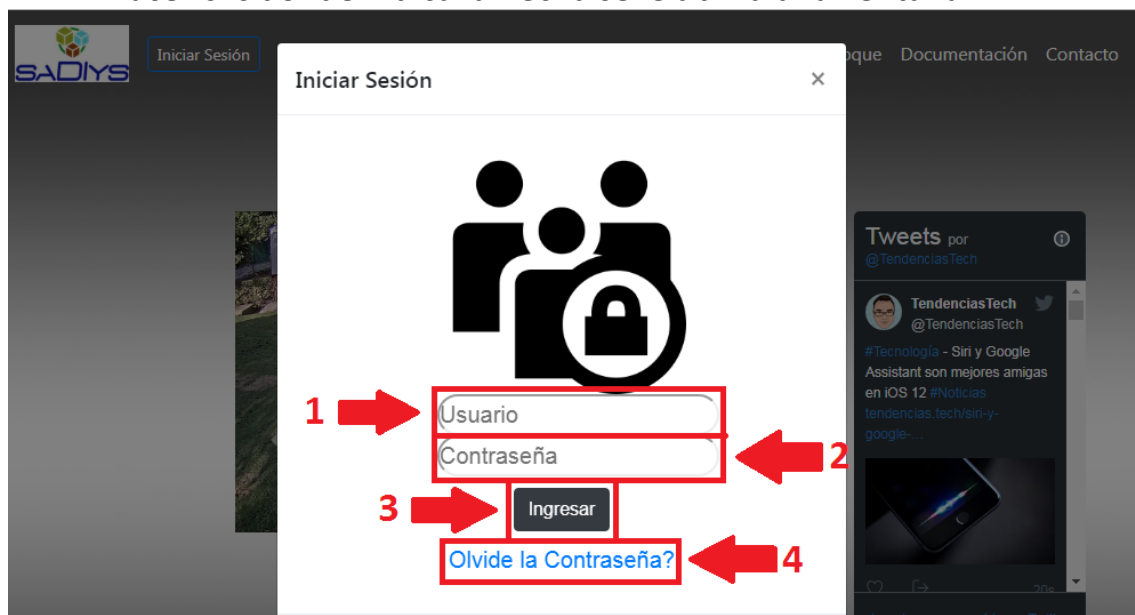 SADIYS
Iniciar Sesión
Documentación
Contacto
Iniciar Sesión
×
1
Usuario
Contraseña
2
3
Ingresar
Olvide la Contraseña?
4
Tweets por
@TendenciasTech
TendenciasTech
@TendenciasTech
#Tecnología - Siri y Google
Assistant son mejores amigas
en iOS 12 #Noticias
tendencias.tech/siri-y-
google-...
20s